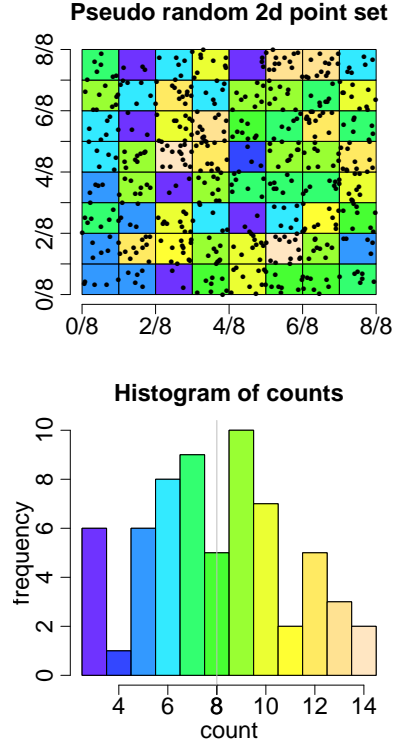 Pseudo random 2d point set
8/8
6/8
4/8
2/8
0/8
0/8 2/8 4/8 6/8 8/8
Histogram of counts
10
8
6
4
2
0
frequency
4 6 8 10 12 14
count